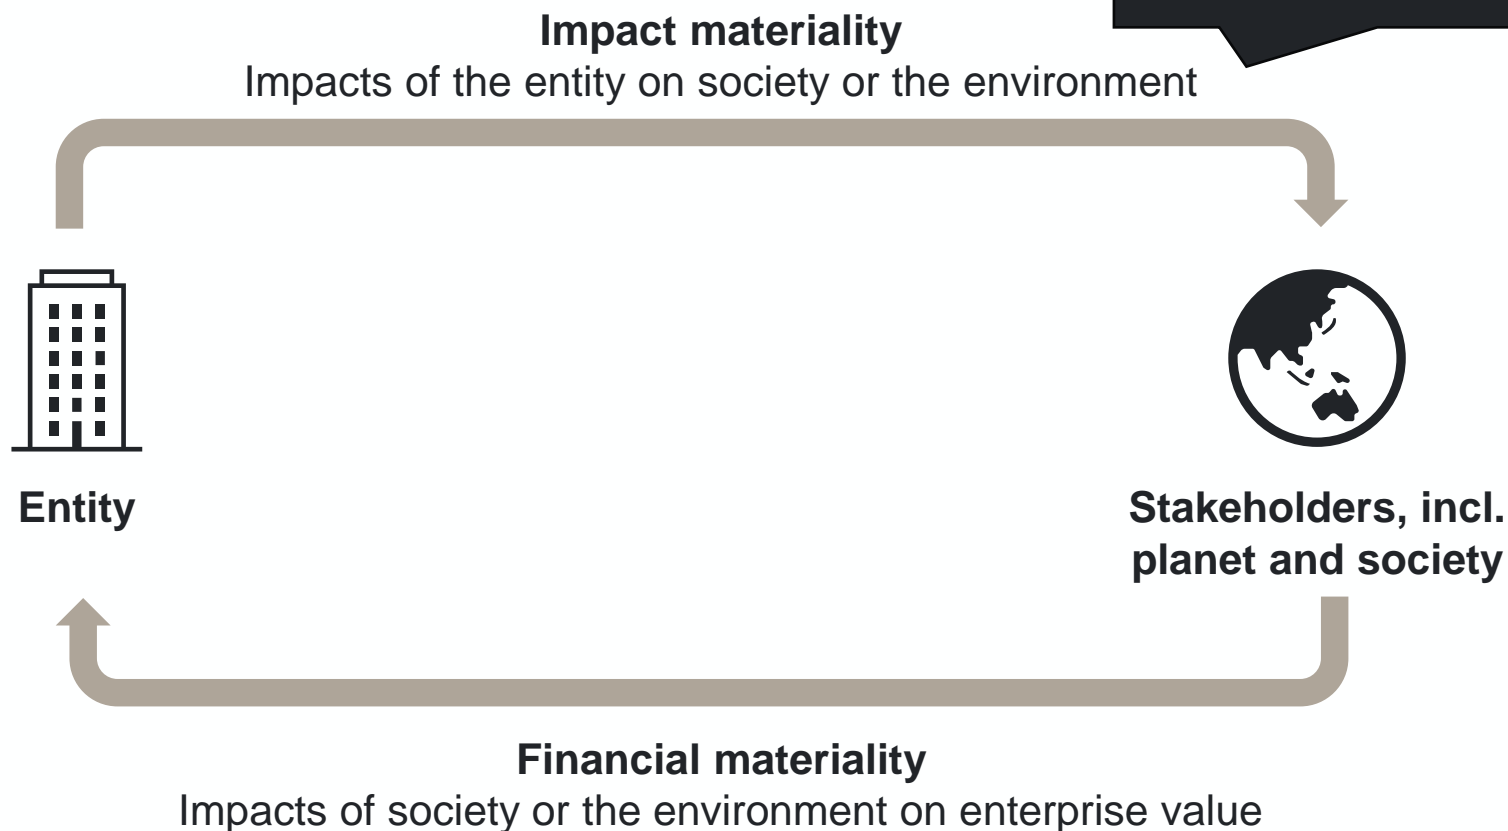 Impact materiality
Impacts of the entity on society or the environment
Entity
Stakeholders, incl.
planet and society
Financial materiality
Impacts of society or the environment on enterprise value